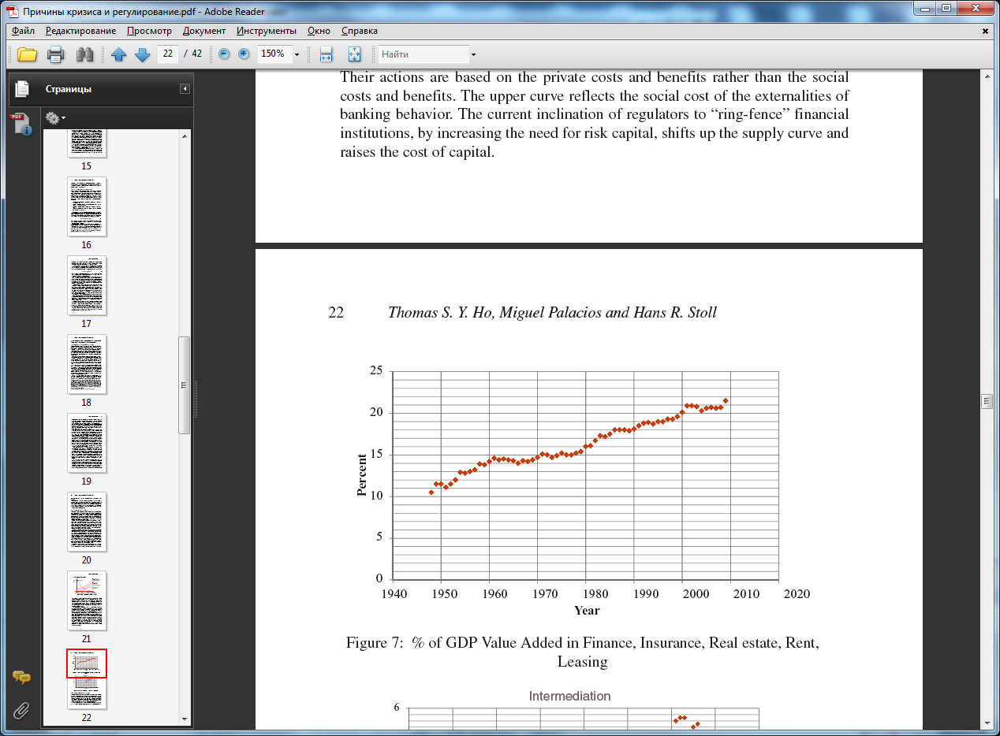 Причины кризиса и регулирование.pdf - Adobe Reader
Файл Редактирование Просмотр Документ Инструменты Окно Справка
22 / 42 150% Найти
Страницы
15
16
17
18
19
20
21
22
Their actions are based on the private costs and benefits rather than the social
costs and benefits. The upper curve reflects the social cost of the externalities of
banking behavior. The current inclination of regulators to “ring-fence” financial
institutions, by increasing the need for risk capital, shifts up the supply curve and
raises the cost of capital.
22 Thomas S. Y. Ho, Miguel Palacios and Hans R. Stoll
25
20
15
10
5
0
Percent
1940 1950 1960 1970 1980 1990 2000 2010 2020
Year
Figure 7: % of GDP Value Added in Finance, Insurance, Real estate, Rent,
Leasing
Intermediation
6